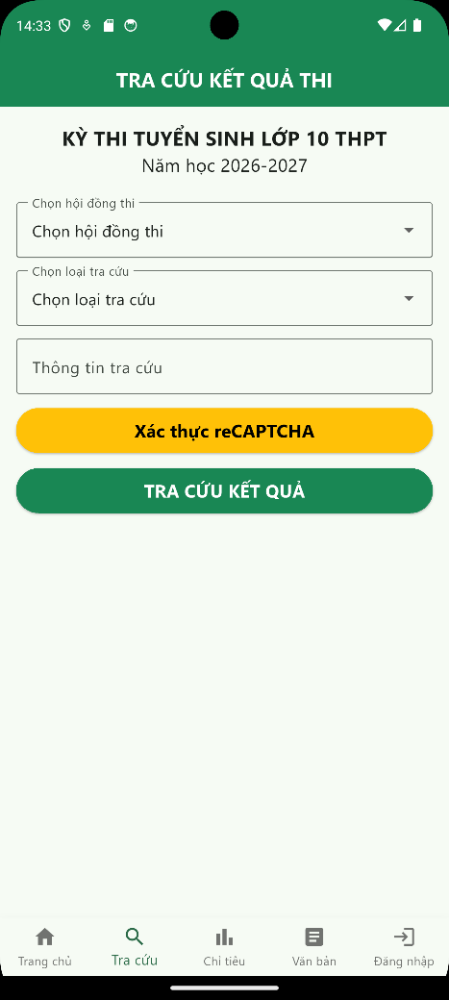 14:33
TRA CỨU KẾT QUẢ THI
KỲ THI TUYỂN SINH LỚP 10 THPT
Năm học 2026-2027
Chọn hội đồng thi
Chọn hội đồng thi
Chọn loại tra cứu
Chọn loại tra cứu
Thông tin tra cứu
Xác thực reCAPTCHA
TRA CỨU KẾT QUẢ
Trang chủ
Tra cứu
Chỉ tiêu
Văn bản
Đăng nhập